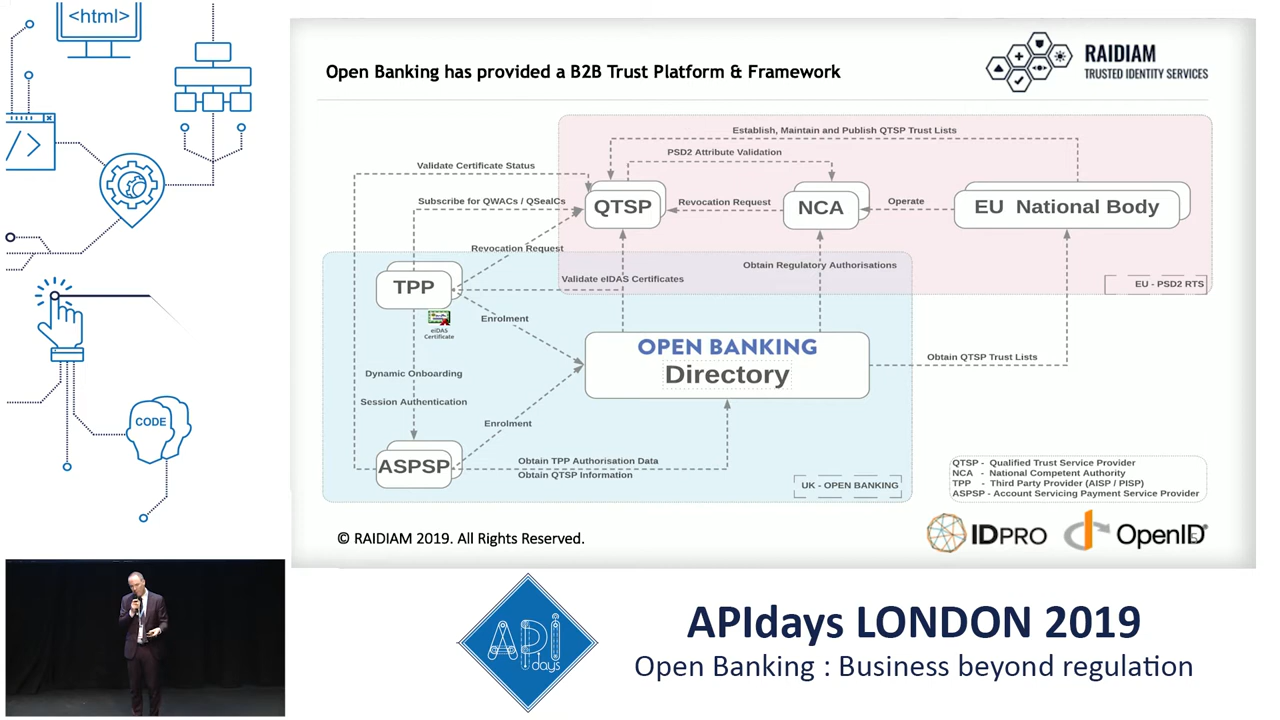 <html>
Open Banking has provided a B2B Trust Platform & Framework
RAIDIAM
TRUSTED IDENTITY SERVICES
Establish, Maintain and Publish QTSP Trust Lists
PSD2 Attribute Validation
Validate Certificate Status
Subscribe for QWACs / QSealCs
QTSP
Revocation Request
NCA
Operate
EU National Body
Revocation Request
Validate eIDAS Certificates
Obtain Regulatory Authorisations
EU - PSD2 RTS
TPP
eIDAS
Certificate
Enrolment
OPEN BANKING
Directory
Obtain QTSP Trust Lists
Dynamic Onboarding
Session Authentication
Enrolment
ASPSP
Obtain TPP Authorisation Data
Obtain QTSP Information
UK - OPEN BANKING
QTSP - Qualified Trust Service Provider
NCA - National Competent Authority
TPP - Third Party Provider (AISP / PISP)
ASPSP - Account Servicing Payment Service Provider
© RAIDIAM 2019. All Rights Reserved.
IDPRO
OpenID®
5
</>
CODE
API
days
APIdays LONDON 2019
Open Banking : Business beyond regulation